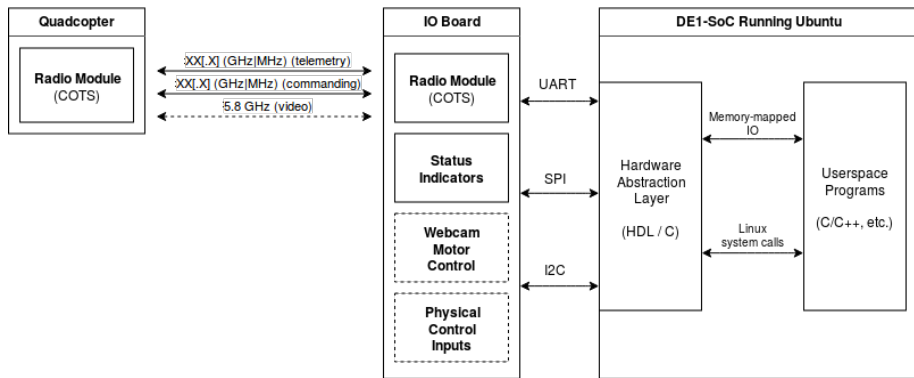 Quadcopter
IO Board
DE1-SoC Running Ubuntu
Radio Module
(COTS)
:XX[.X] (GHz|MHz) (telemetry)
:XX[.X] (GHz|MHz) (commanding)
:5.8 GHz (video)
Radio Module
(COTS)
Status
Indicators
Webcam
Motor
Control
Physical
Control
Inputs
UART
SPI
I2C
Hardware
Abstraction
Layer
(HDL / C)
Memory-mapped
IO
Linux
system calls
Userspace
Programs
(C/C++, etc.)